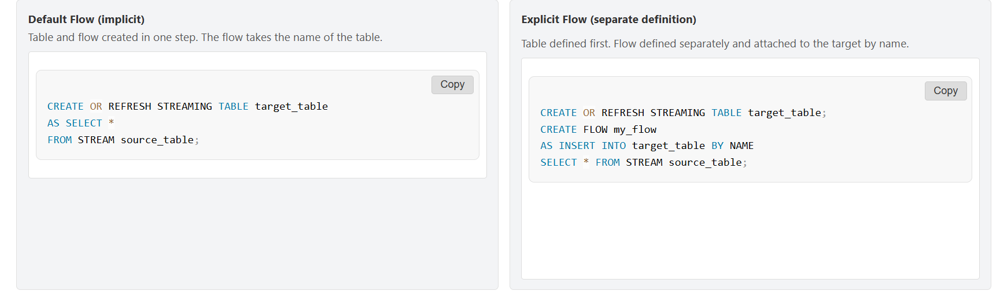 Default Flow (implicit)
Table and flow created in one step. The flow takes the name of the table.
Copy
CREATE OR REFRESH STREAMING TABLE target_table
AS SELECT *
FROM STREAM source_table;
Explicit Flow (separate definition)
Table defined first. Flow defined separately and attached to the target by name.
Copy
CREATE OR REFRESH STREAMING TABLE target_table;
CREATE FLOW my_flow
AS INSERT INTO target_table BY NAME
SELECT * FROM STREAM source_table;